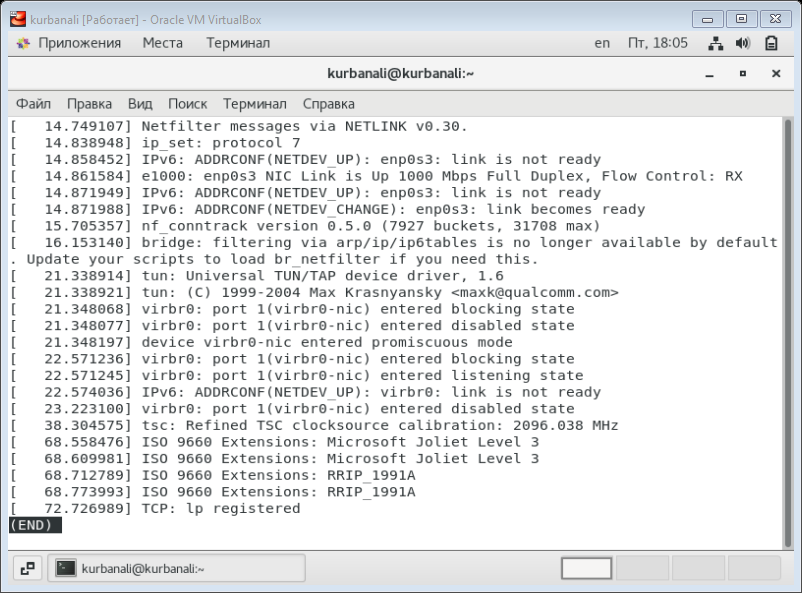 kurbanali [Работает] - Oracle VM VirtualBox
Приложения Места Терминал en Пт, 18:05
kurbanali@kurbanali:~
Файл Правка Вид Поиск Терминал Справка
[   14.749107] Netfilter messages via NETLINK v0.30.
[   14.838948] ip_set: protocol 7
[   14.858452] IPv6: ADDRCONF(NETDEV_UP): enp0s3: link is not ready
[   14.861584] e1000: enp0s3 NIC Link is Up 1000 Mbps Full Duplex, Flow Control: RX
[   14.871949] IPv6: ADDRCONF(NETDEV_UP): enp0s3: link is not ready
[   14.871988] IPv6: ADDRCONF(NETDEV_CHANGE): enp0s3: link becomes ready
[   15.705357] nf_conntrack version 0.5.0 (7927 buckets, 31708 max)
[   16.153140] bridge: filtering via arp/ip/ip6tables is no longer available by default
. Update your scripts to load br_netfilter if you need this.
[   21.338914] tun: Universal TUN/TAP device driver, 1.6
[   21.338921] tun: (C) 1999-2004 Max Krasnyansky <maxk@qualcomm.com>
[   21.348068] virbr0: port 1(virbr0-nic) entered blocking state
[   21.348077] virbr0: port 1(virbr0-nic) entered disabled state
[   21.348197] device virbr0-nic entered promiscuous mode
[   22.571236] virbr0: port 1(virbr0-nic) entered blocking state
[   22.571245] virbr0: port 1(virbr0-nic) entered listening state
[   22.574036] IPv6: ADDRCONF(NETDEV_UP): virbr0: link is not ready
[   23.223100] virbr0: port 1(virbr0-nic) entered disabled state
[   38.304575] tsc: Refined TSC clocksource calibration: 2096.038 MHz
[   68.558476] ISO 9660 Extensions: Microsoft Joliet Level 3
[   68.609981] ISO 9660 Extensions: Microsoft Joliet Level 3
[   68.712789] ISO 9660 Extensions: RRIP_1991A
[   68.773993] ISO 9660 Extensions: RRIP_1991A
[   72.726989] TCP: lp registered
(END)
kurbanali@kurbanali:~